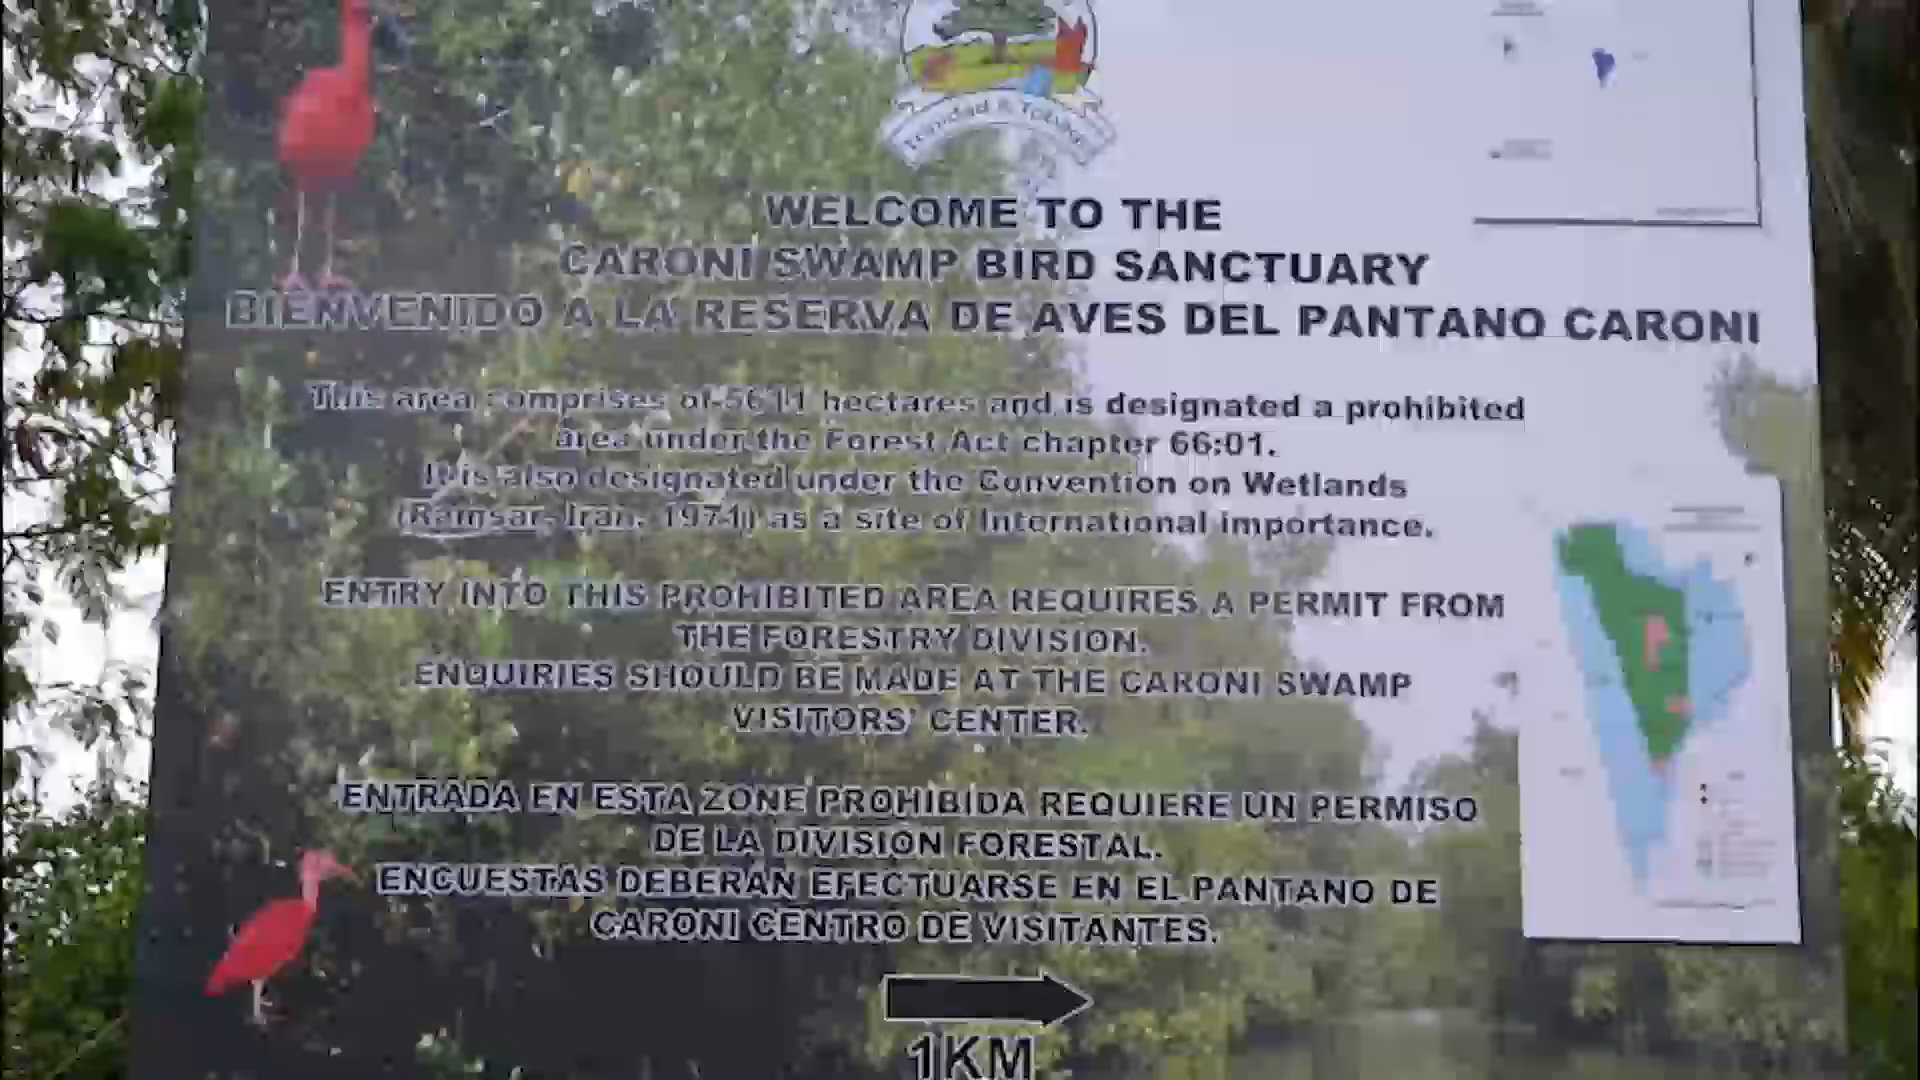 Trinidad & Tobago
WELCOME TO THE
CARONI SWAMP BIRD SANCTUARY
BIENVENIDO A LA RESERVA DE AVES DEL PANTANO CARONI
This area comprises of 5611 hectares and is designated a prohibited
area under the Forest Act chapter 66:01.
It is also designated under the Convention on Wetlands
(Ramsar, Iran, 1971) as a site of International importance.
ENTRY INTO THIS PROHIBITED AREA REQUIRES A PERMIT FROM
THE FORESTRY DIVISION.
ENQUIRIES SHOULD BE MADE AT THE CARONI SWAMP
VISITORS' CENTER.
ENTRADA EN ESTA ZONE PROHIBIDA REQUIERE UN PERMISO
DE LA DIVISION FORESTAL.
ENCUESTAS DEBERAN EFECTUARSE EN EL PANTANO DE
CARONI CENTRO DE VISITANTES.
1KM